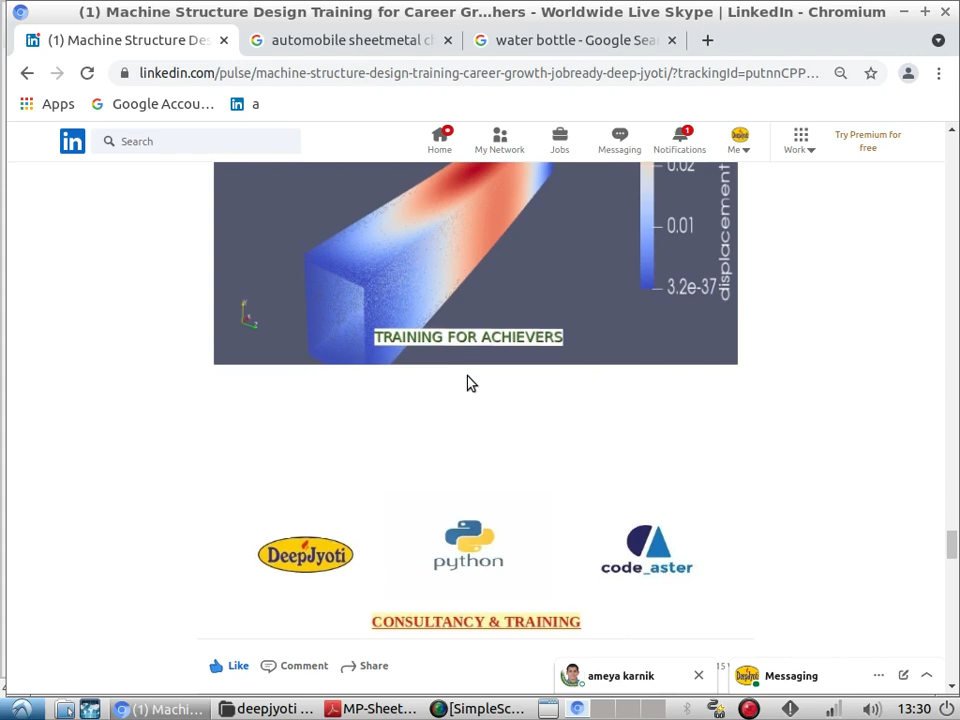 (1) Machine Structure Design Training for Career Gr...hers - Worldwide Live Skype | LinkedIn - Chromium
(1) Machine Structure Des
automobile sheetmetal ch
water bottle - Google Sear
linkedin.com/pulse/machine-structure-design-training-career-growth-jobready-deep-jyoti/?trackingId=putnnCPP...
Apps
Google Accou...
a
Search
Home
My Network
Jobs
Messaging
1
Notifications
Me
Work
Try Premium for
free
0.02
0.01
3.2e-37
displacement
TRAINING FOR ACHIEVERS
DeepJyoti
python
code_aster
CONSULTANCY & TRAINING
Like
Comment
Share
ameya karnik
Messaging
(1) Machi...
deepjyoti ...
MP-Sheet...
[SimpleSc...
13:30